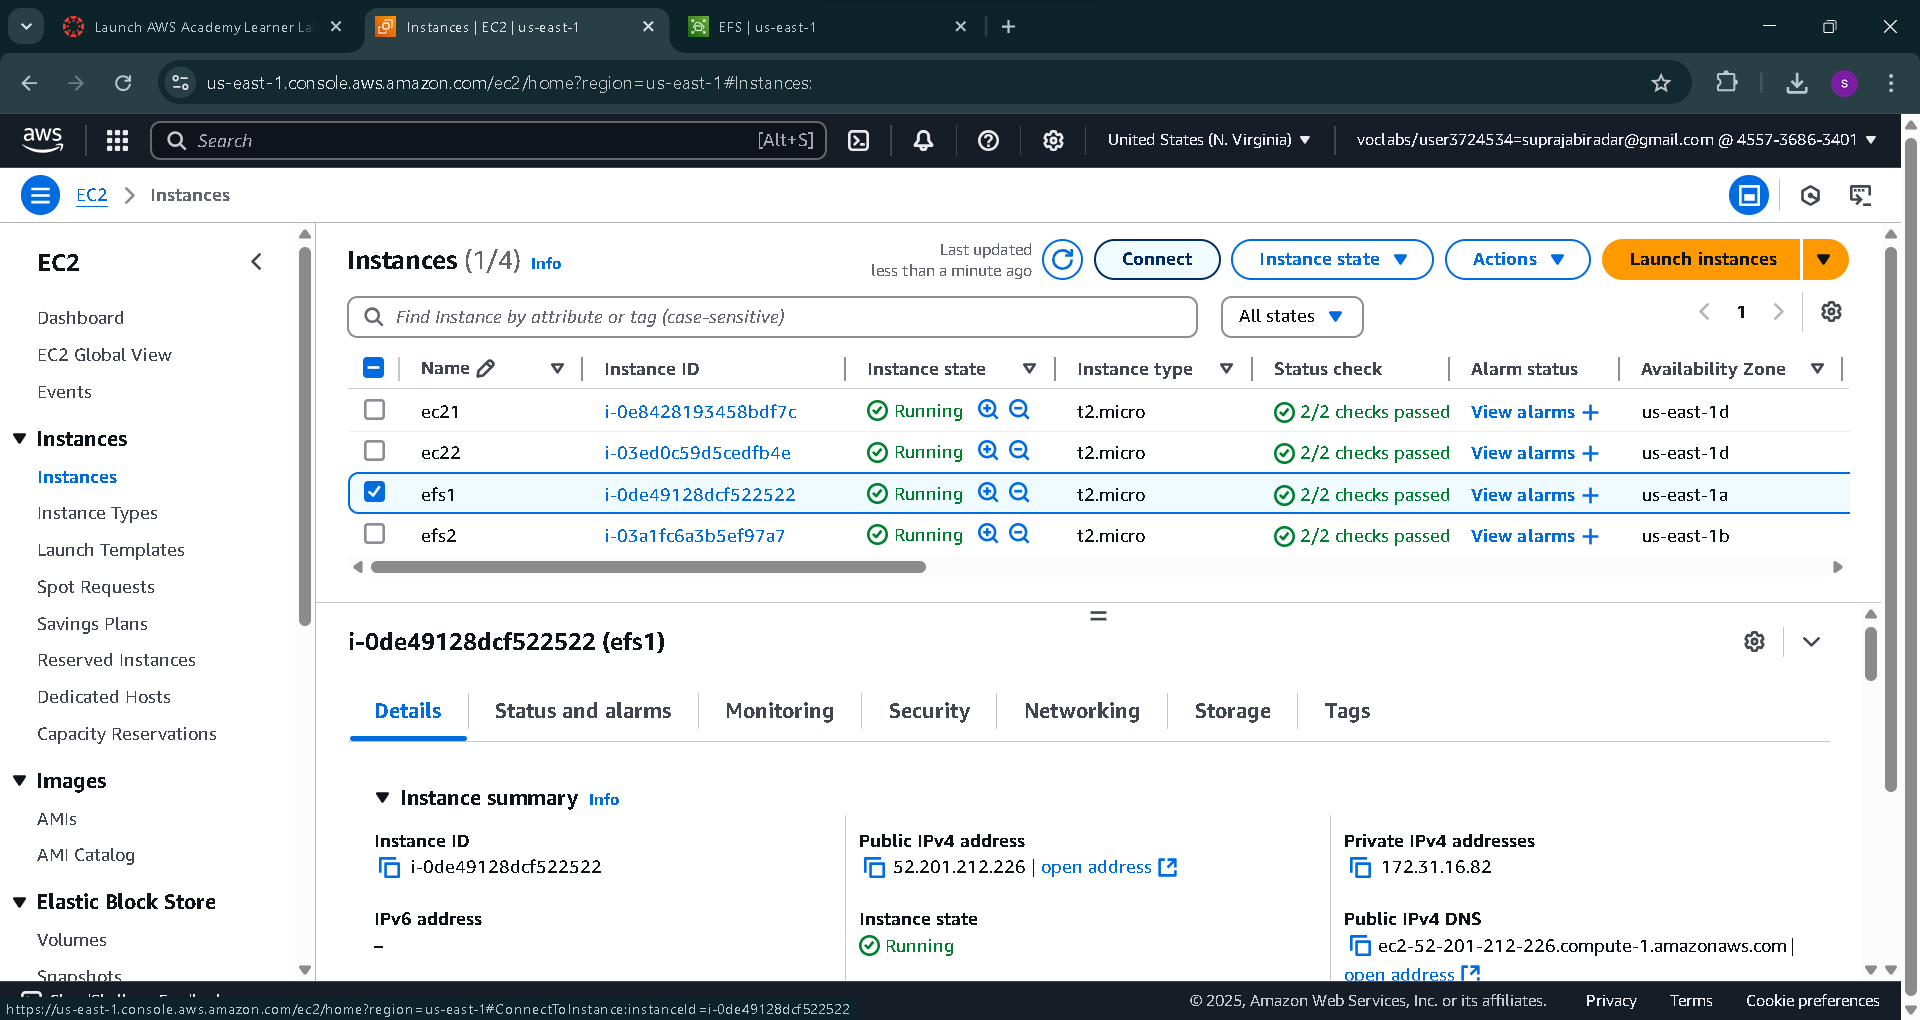 Launch AWS Academy Learner La
Instances | EC2 | us-east-1
EFS | us-east-1
us-east-1.console.aws.amazon.com/ec2/home?region=us-east-1#Instances:
s
aws
Search
[Alt+S]
United States (N. Virginia)
voclabs/user3724534=suprajabiradar@gmail.com @ 4557-3686-3401
EC2
Instances
EC2
Dashboard
EC2 Global View
Events
Instances
Instances
Instance Types
Launch Templates
Spot Requests
Savings Plans
Reserved Instances
Dedicated Hosts
Capacity Reservations
Images
AMIs
AMI Catalog
Elastic Block Store
Volumes
Snapshots
Instances (1/4) Info
Last updated
less than a minute ago
Connect
Instance state
Actions
Launch instances
Find Instance by attribute or tag (case-sensitive)
All states
1
Name Instance ID Instance state Instance type Status check Alarm status Availability Zone
ec21 i-0e8428193458bdf7c Running t2.micro 2/2 checks passed View alarms us-east-1d
ec22 i-03ed0c59d5cedfb4e Running t2.micro 2/2 checks passed View alarms us-east-1d
efs1 i-0de49128dcf522522 Running t2.micro 2/2 checks passed View alarms us-east-1a
efs2 i-03a1fc6a3b5ef97a7 Running t2.micro 2/2 checks passed View alarms us-east-1b
i-0de49128dcf522522 (efs1)
Details Status and alarms Monitoring Security Networking Storage Tags
Instance summary Info
Instance ID
i-0de49128dcf522522
Public IPv4 address
52.201.212.226 | open address
Private IPv4 addresses
172.31.16.82
IPv6 address
–
Instance state
Running
Public IPv4 DNS
ec2-52-201-212-226.compute-1.amazonaws.com |
open address
https://us-east-1.console.aws.amazon.com/ec2/home?region=us-east-1#ConnectToInstance:instanceId=i-0de49128dcf522522
© 2025, Amazon Web Services, Inc. or its affiliates.
Privacy
Terms
Cookie preferences